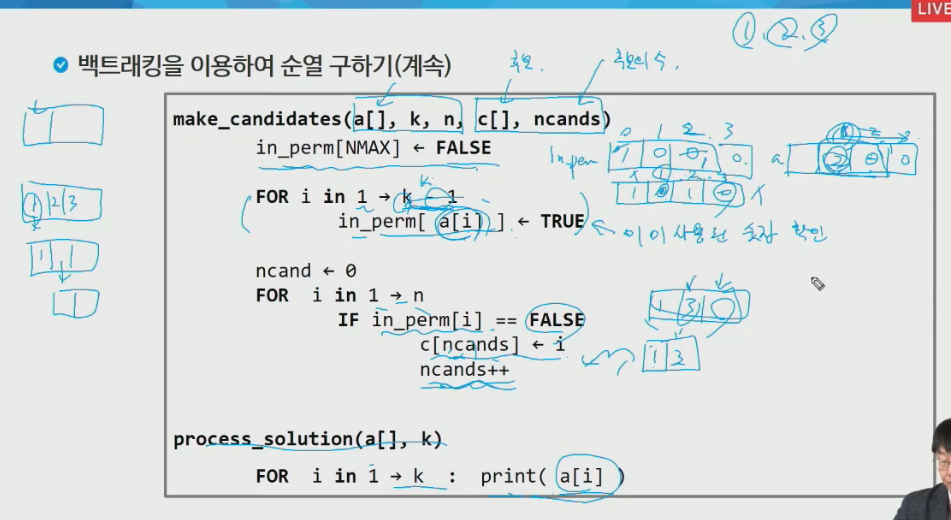 LIVE
1, 2, 3
백트래킹을 이용하여 순열 구하기(계속)
후보.
후보의 수.
make_candidates(a[], k, n, c[], ncands)
in_perm[NMAX] ← FALSE
0 1 2. 3
In_perm 1 0 0, 0.
a 2 0 0
1 2 3
FOR i in 1 → k - 1
k
in_perm[ a[i] ] ← TRUE
이미 사용된 숫자 확인
1 1
ncand ← 0
FOR i in 1 → n
IF in_perm[i] == FALSE
c[ncands] ← i
1 3
ncands++
process_solution(a[], k)
FOR i in 1 → k : print( a[i] )